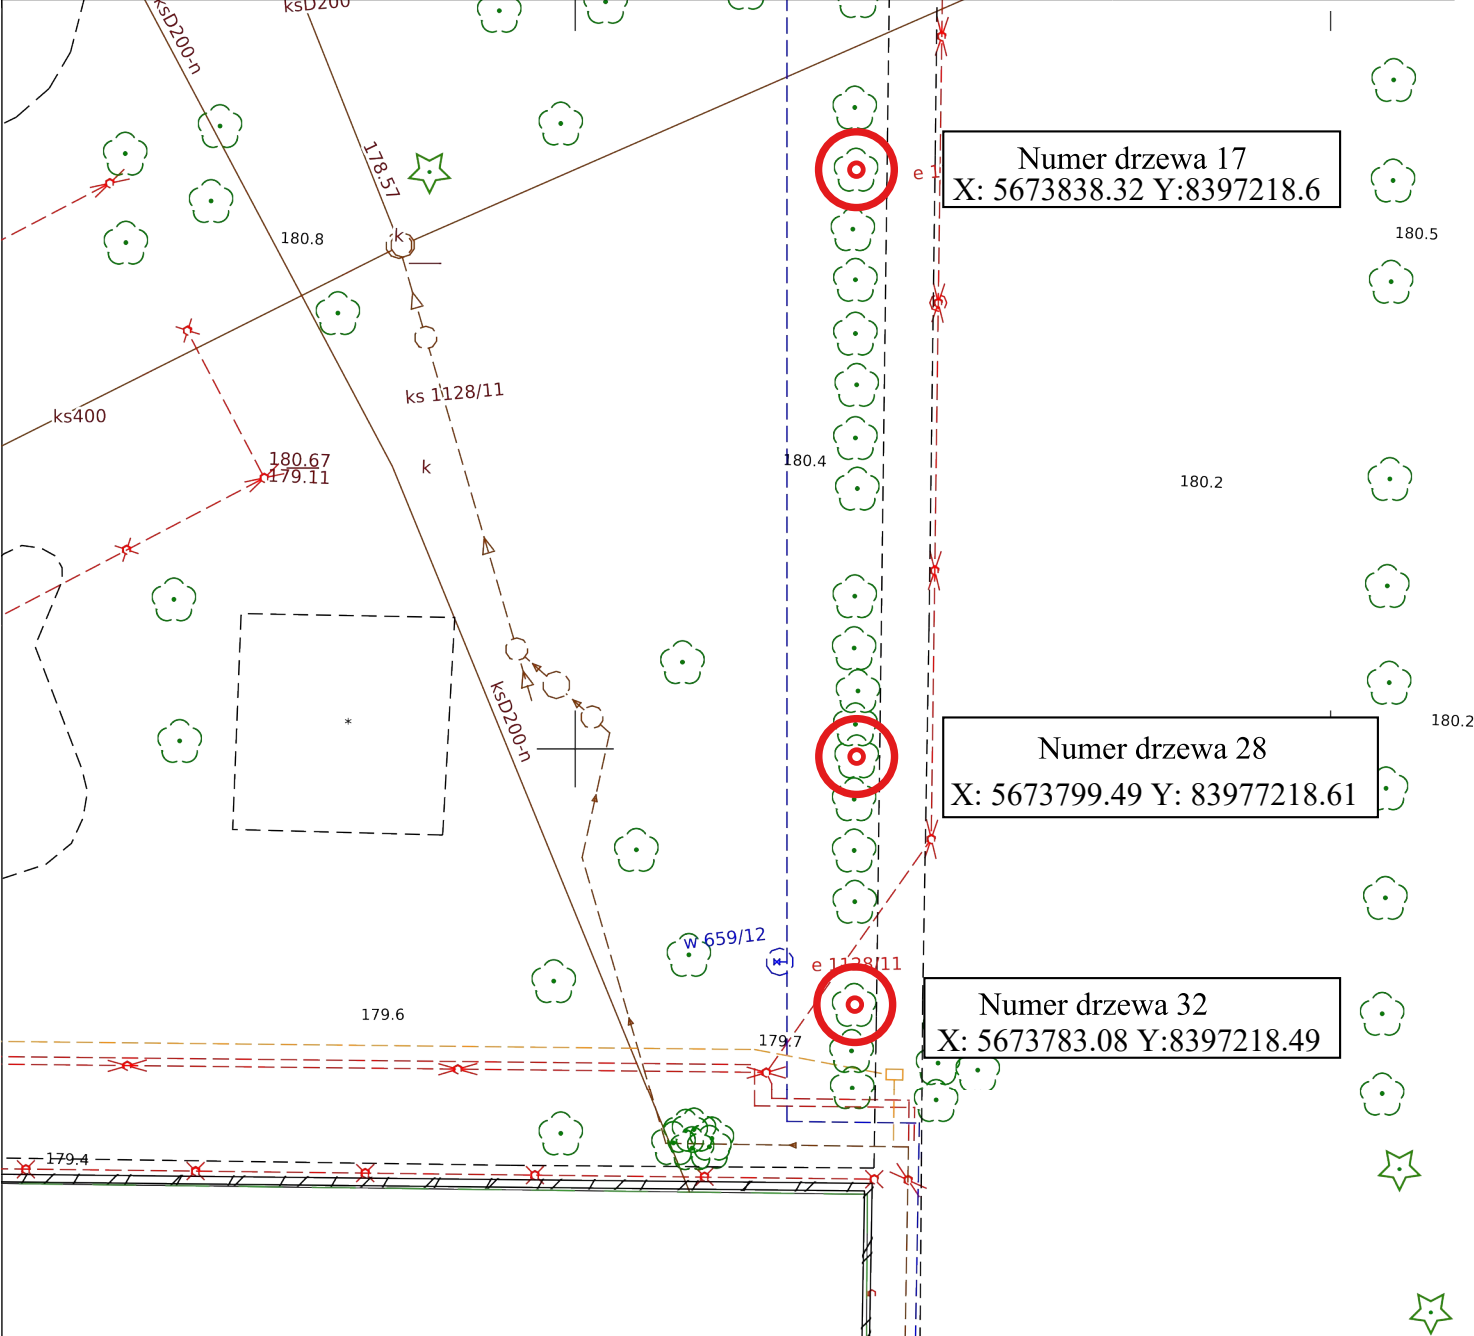 ksD200
ksD200-n
178.57
Numer drzewa 17
X: 5673838.32 Y:8397218.6
e 1
180.8
k
180.5
ks 1128/11
ks400
180.67
179.11
k
180.4
180.2
ksD200-n
*
180.2
Numer drzewa 28
X: 5673799.49 Y: 83977218.61
w 659/12
e 1128/11
Numer drzewa 32
X: 5673783.08 Y:8397218.49
179.6
179.7
179.4